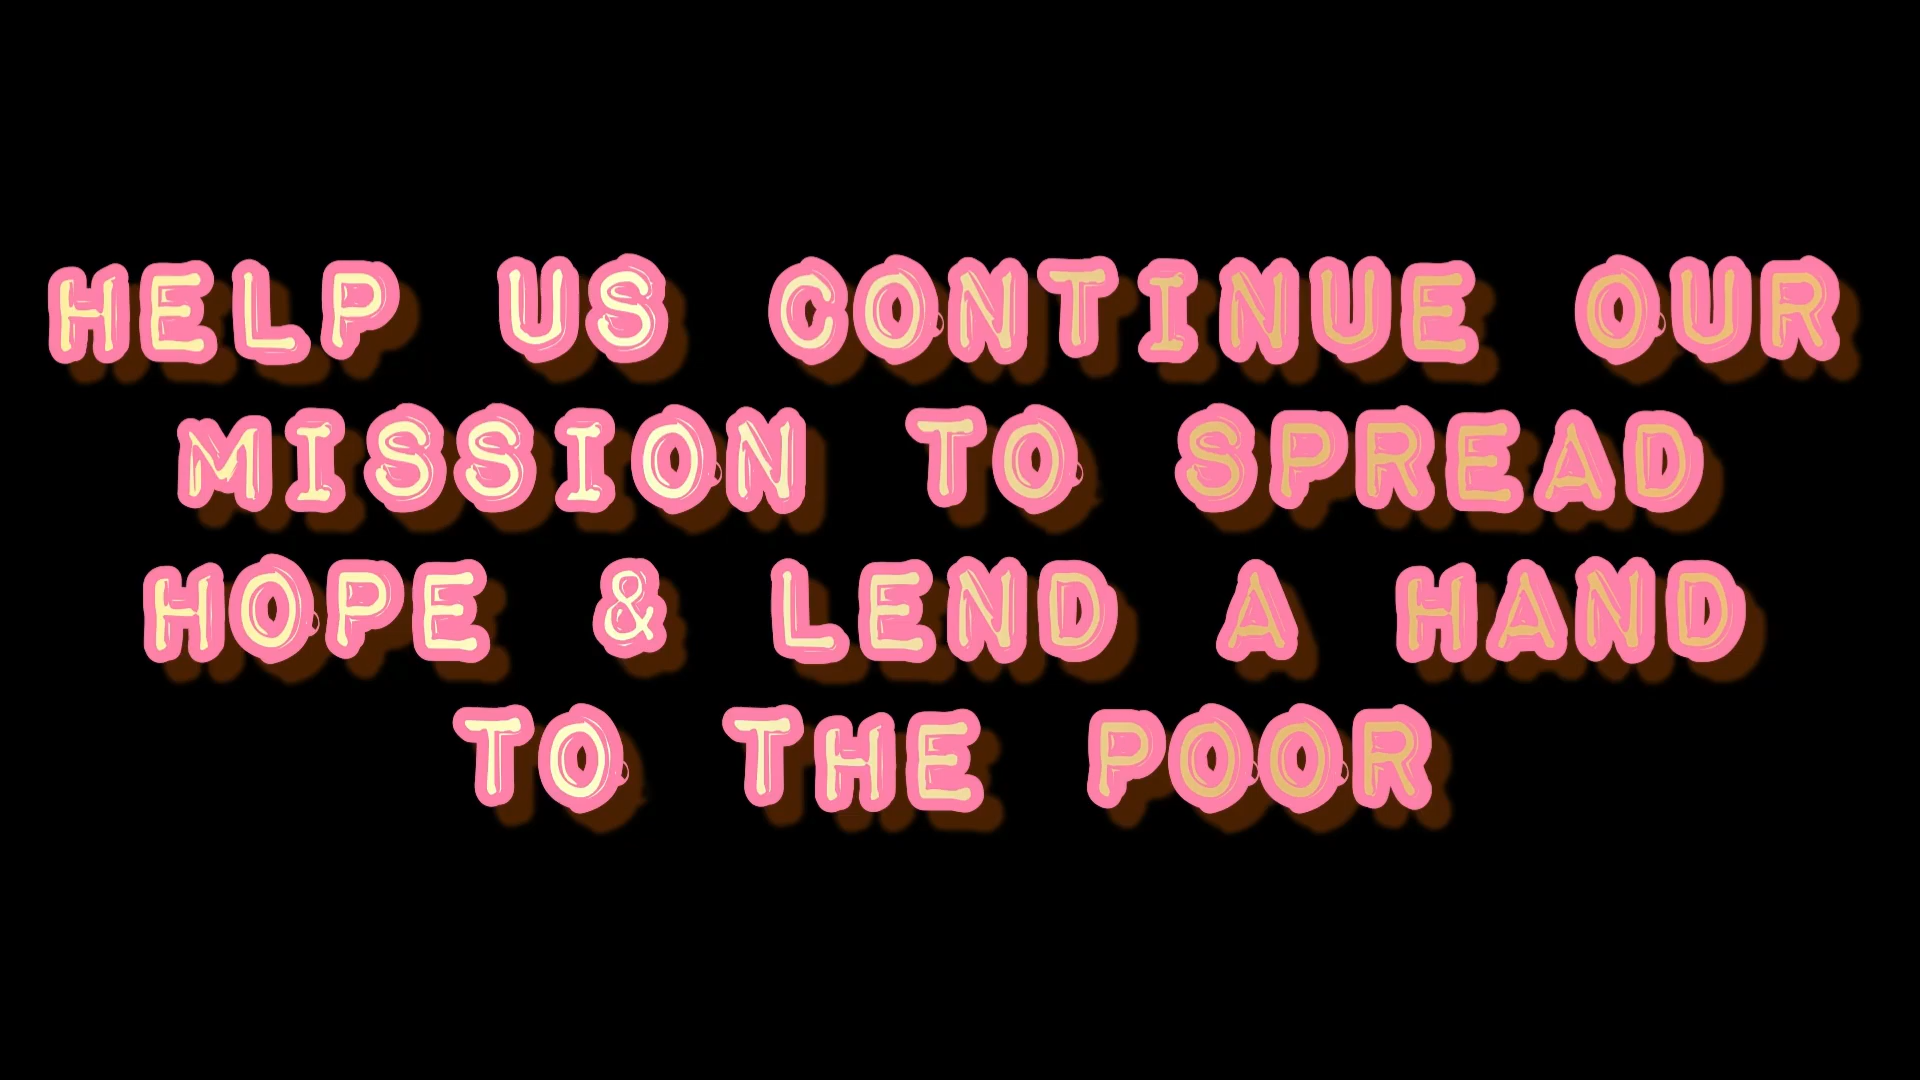 HELP US CONTINUE OUR
MISSION TO SPREAD
HOPE & LEND A HAND
TO THE POOR